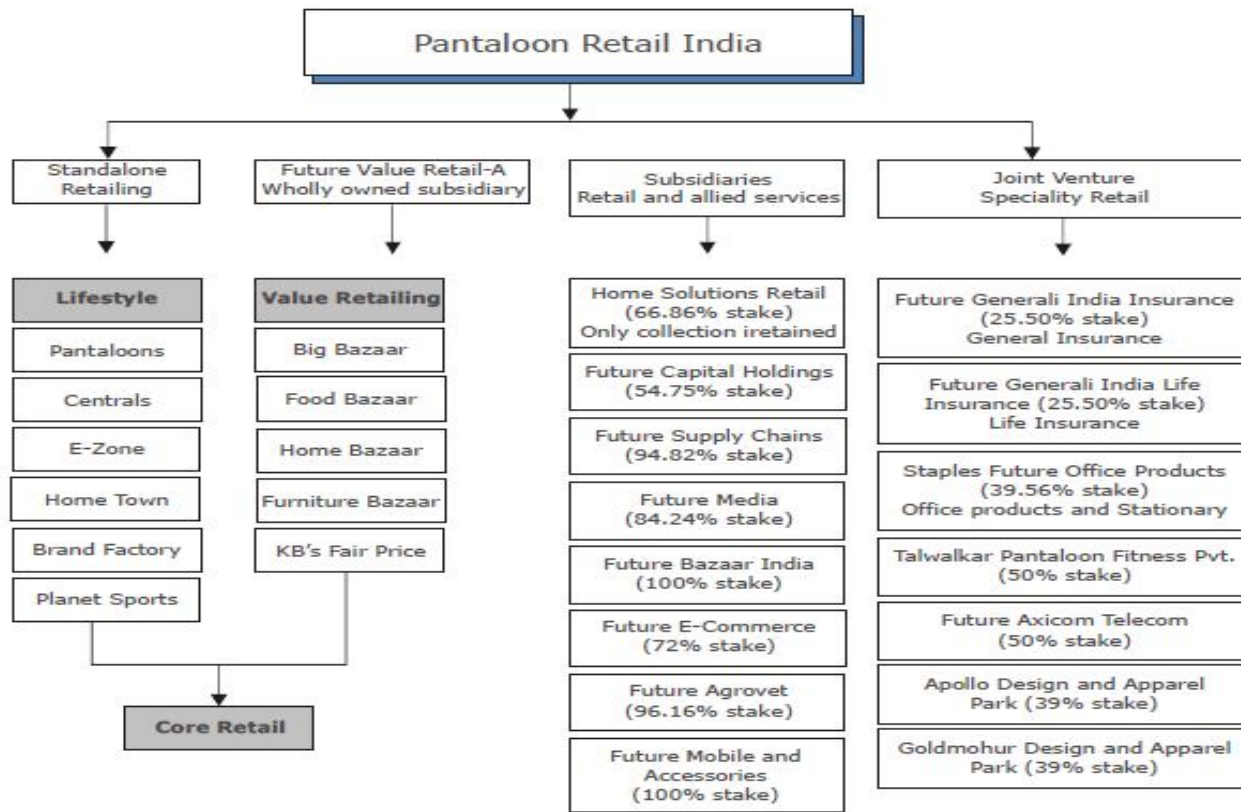 Pantaloon Retail India
Standalone
Retailing
Future Value Retail-A
Wholly owned subsidiary
Subsidiaries
Retail and allied services
Joint Venture
Speciality Retail
Lifestyle
Pantaloons
Centrals
E-Zone
Home Town
Brand Factory
Planet Sports
Value Retailing
Big Bazaar
Food Bazaar
Home Bazaar
Furniture Bazaar
KB's Fair Price
Core Retail
Home Solutions Retail
(66.86% stake)
Only collection iretained
Future Capital Holdings
(54.75% stake)
Future Supply Chains
(94.82% stake)
Future Media
(84.24% stake)
Future Bazaar India
(100% stake)
Future E-Commerce
(72% stake)
Future Agrovet
(96.16% stake)
Future Mobile and
Accessories
(100% stake)
Future Generali India Insurance
(25.50% stake)
General Insurance
Future Generali India Life
Insurance (25.50% stake)
Life Insurance
Staples Future Office Products
(39.56% stake)
Office products and Stationary
Talwalkar Pantaloon Fitness Pvt.
(50% stake)
Future Axicom Telecom
(50% stake)
Apollo Design and Apparel
Park (39% stake)
Goldmohur Design and Apparel
Park (39% stake)